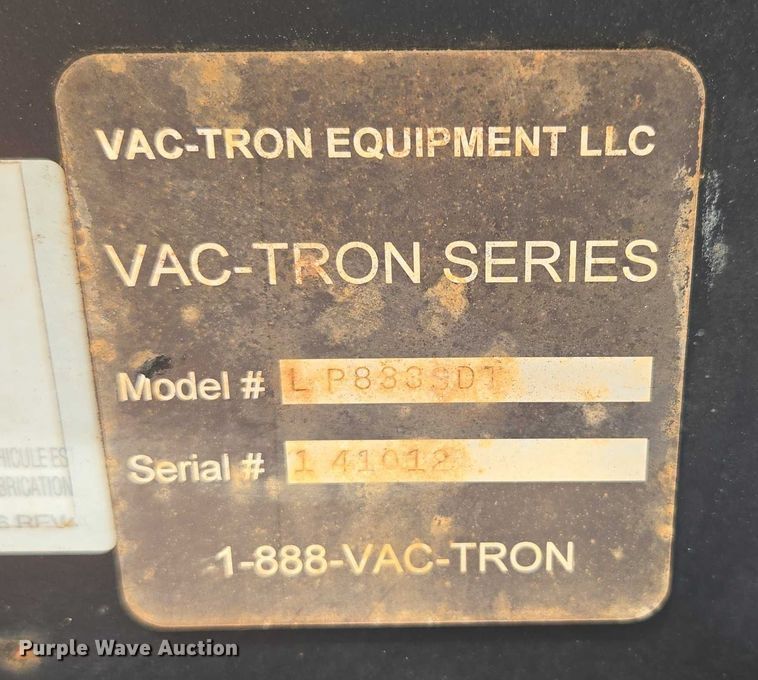 VAC-TRON EQUIPMENT LLC
VAC-TRON SERIES
Model # LP833SDT
Serial # 141012
1-888-VAC-TRON
Purple Wave Auction